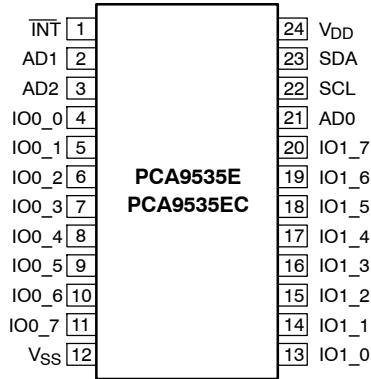 INT 1
AD1 2
AD2 3
IO0_0 4
IO0_1 5
IO0_2 6
IO0_3 7
IO0_4 8
IO0_5 9
IO0_6 10
IO0_7 11
VSS 12
PCA9535E
PCA9535EC
24 VDD
23 SDA
22 SCL
21 AD0
20 IO1_7
19 IO1_6
18 IO1_5
17 IO1_4
16 IO1_3
15 IO1_2
14 IO1_1
13 IO1_0